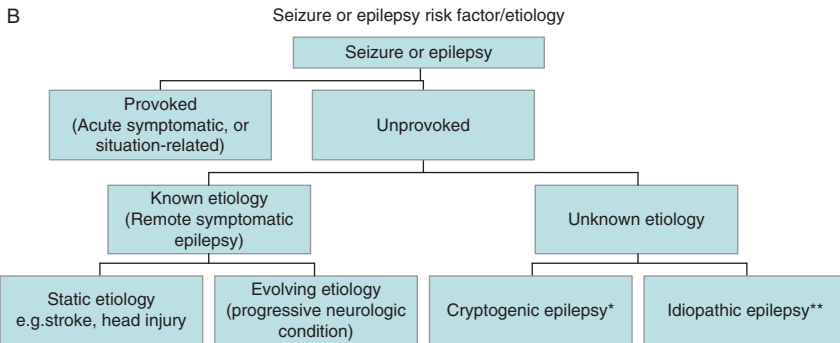 B
Seizure or epilepsy risk factor/etiology
Seizure or epilepsy
Provoked
(Acute symptomatic, or
situation-related)
Unprovoked
Known etiology
(Remote symptomatic
epilepsy)
Unknown etiology
Static etiology
e.g.stroke, head injury
Evolving etiology
(progressive neurologic
condition)
Cryptogenic epilepsy*
Idiopathic epilepsy**